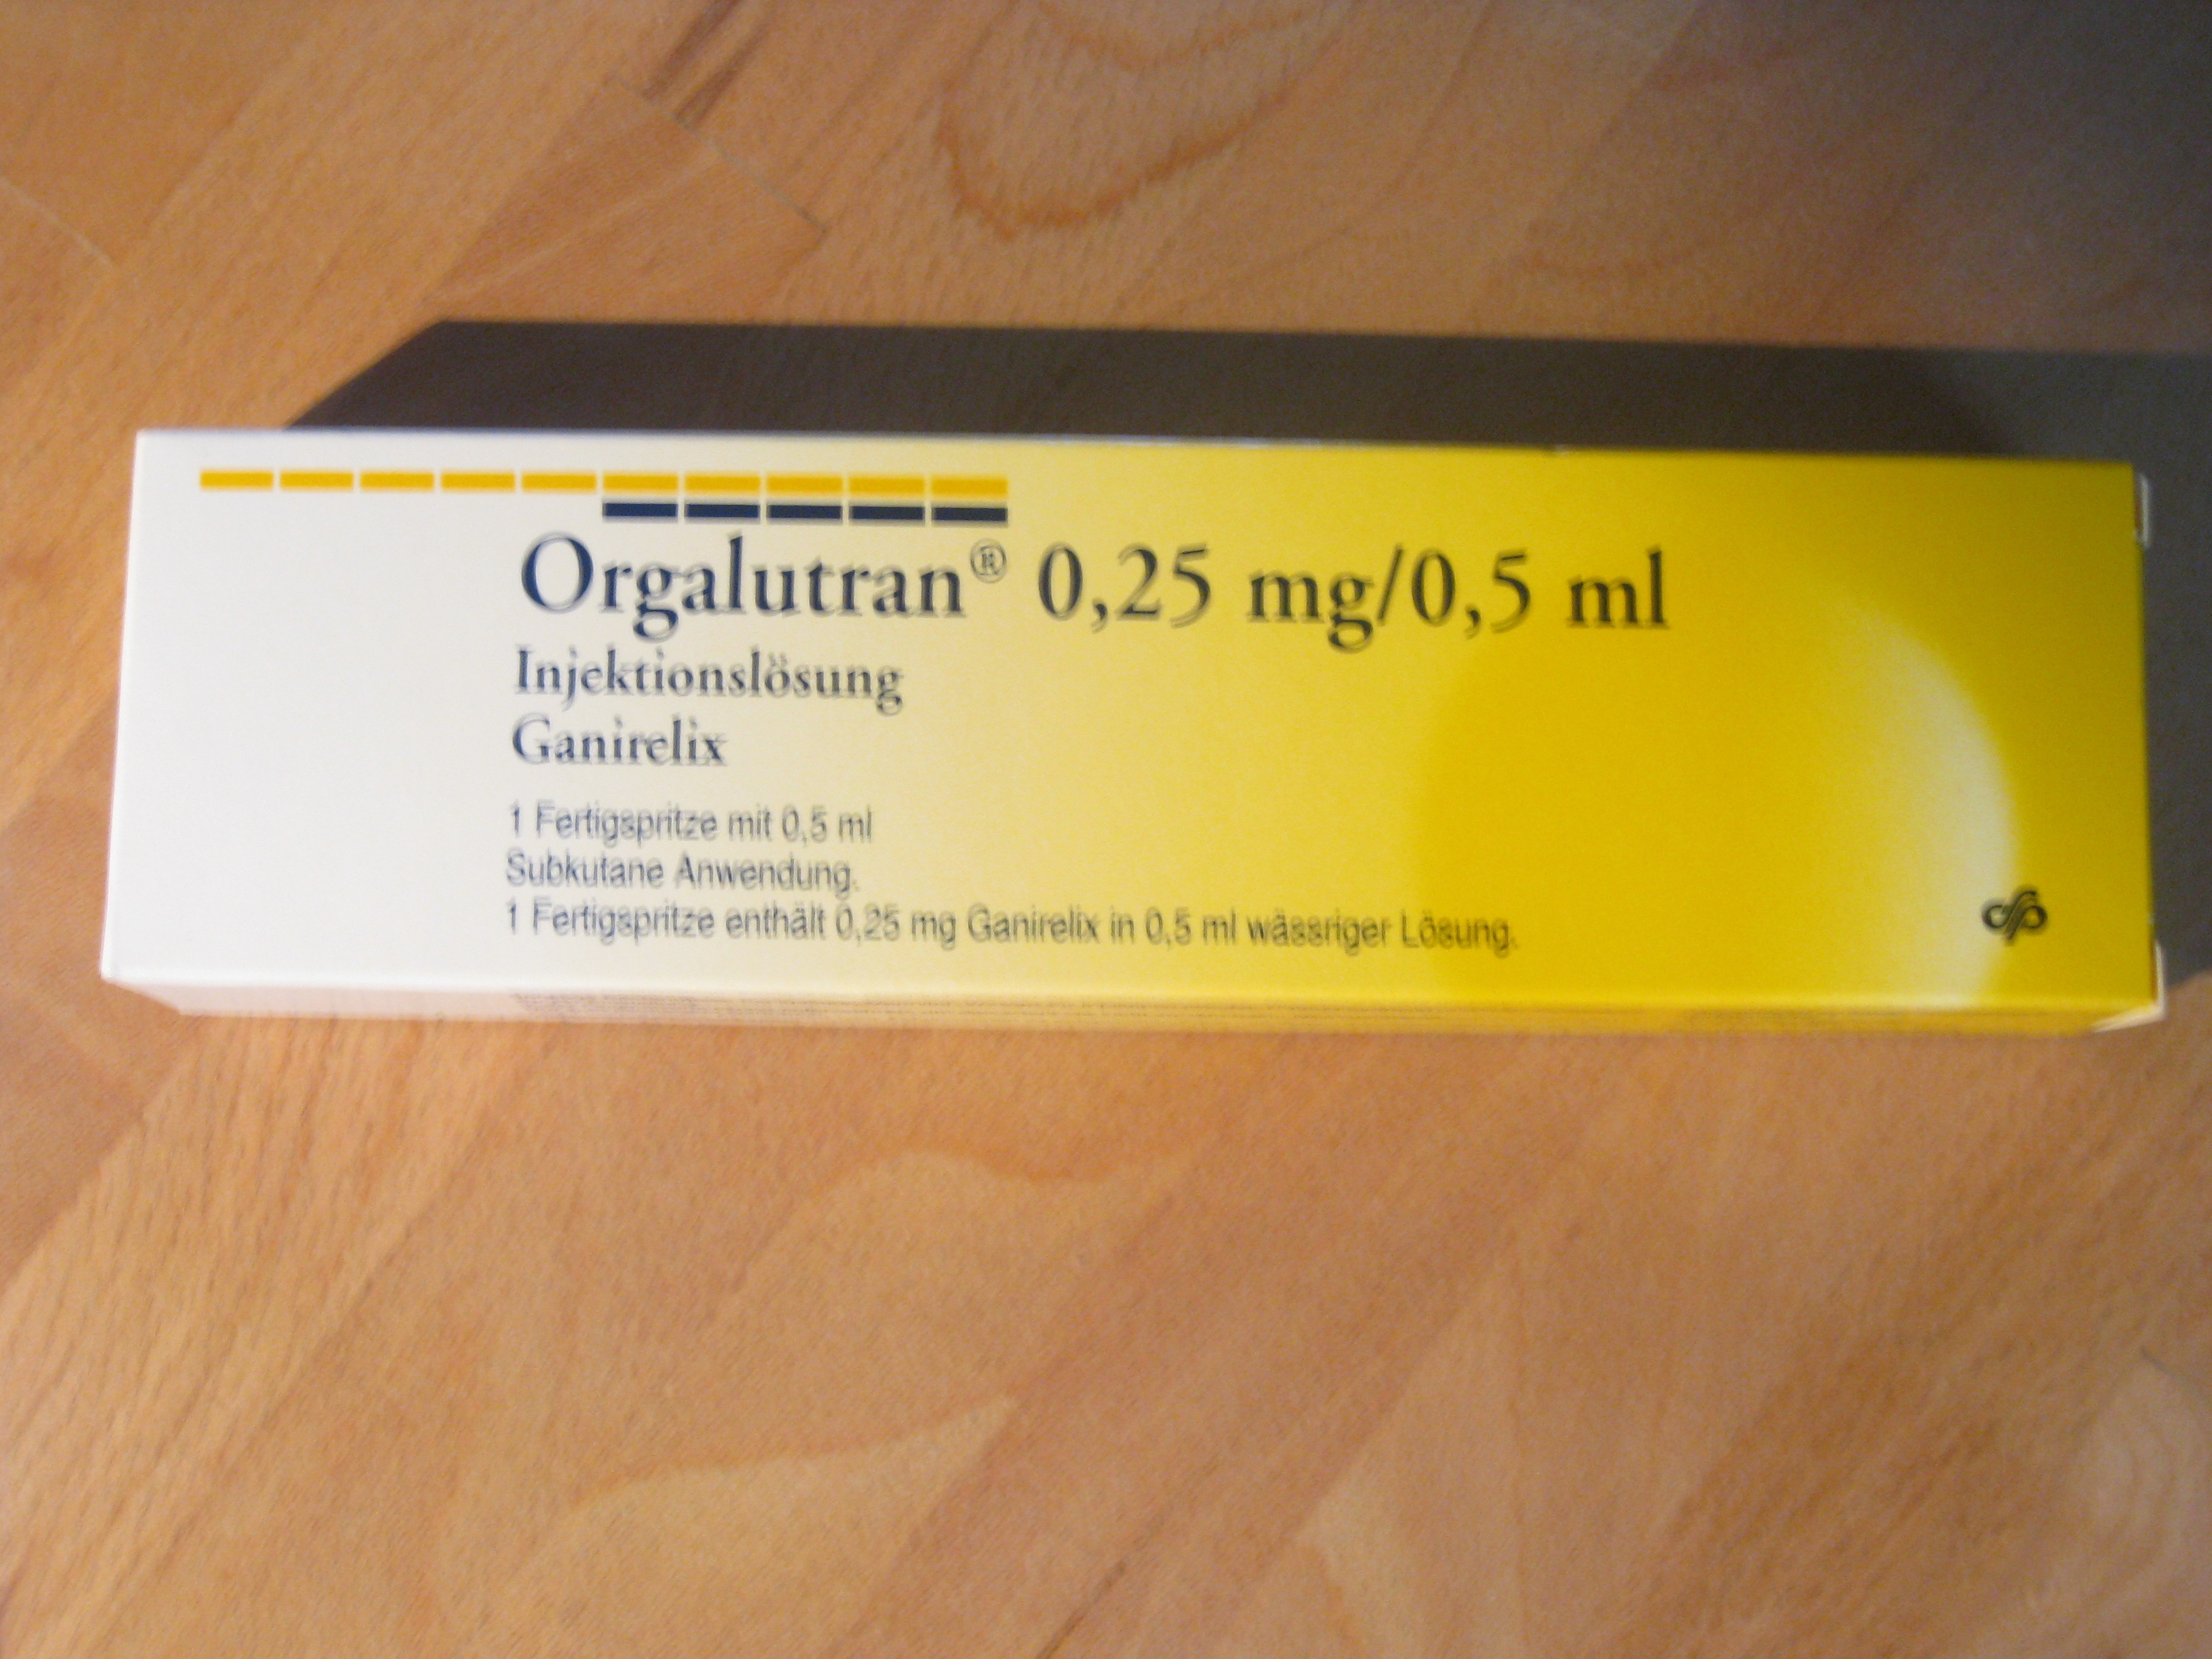 Orgalutran® 0,25 mg/0,5 ml
Injektionslösung
Ganirelix
1 Fertigspritze mit 0,5 ml
Subkutane Anwendung.
1 Fertigspritze enthält 0,25 mg Ganirelix in 0,5 ml wässriger Lösung.